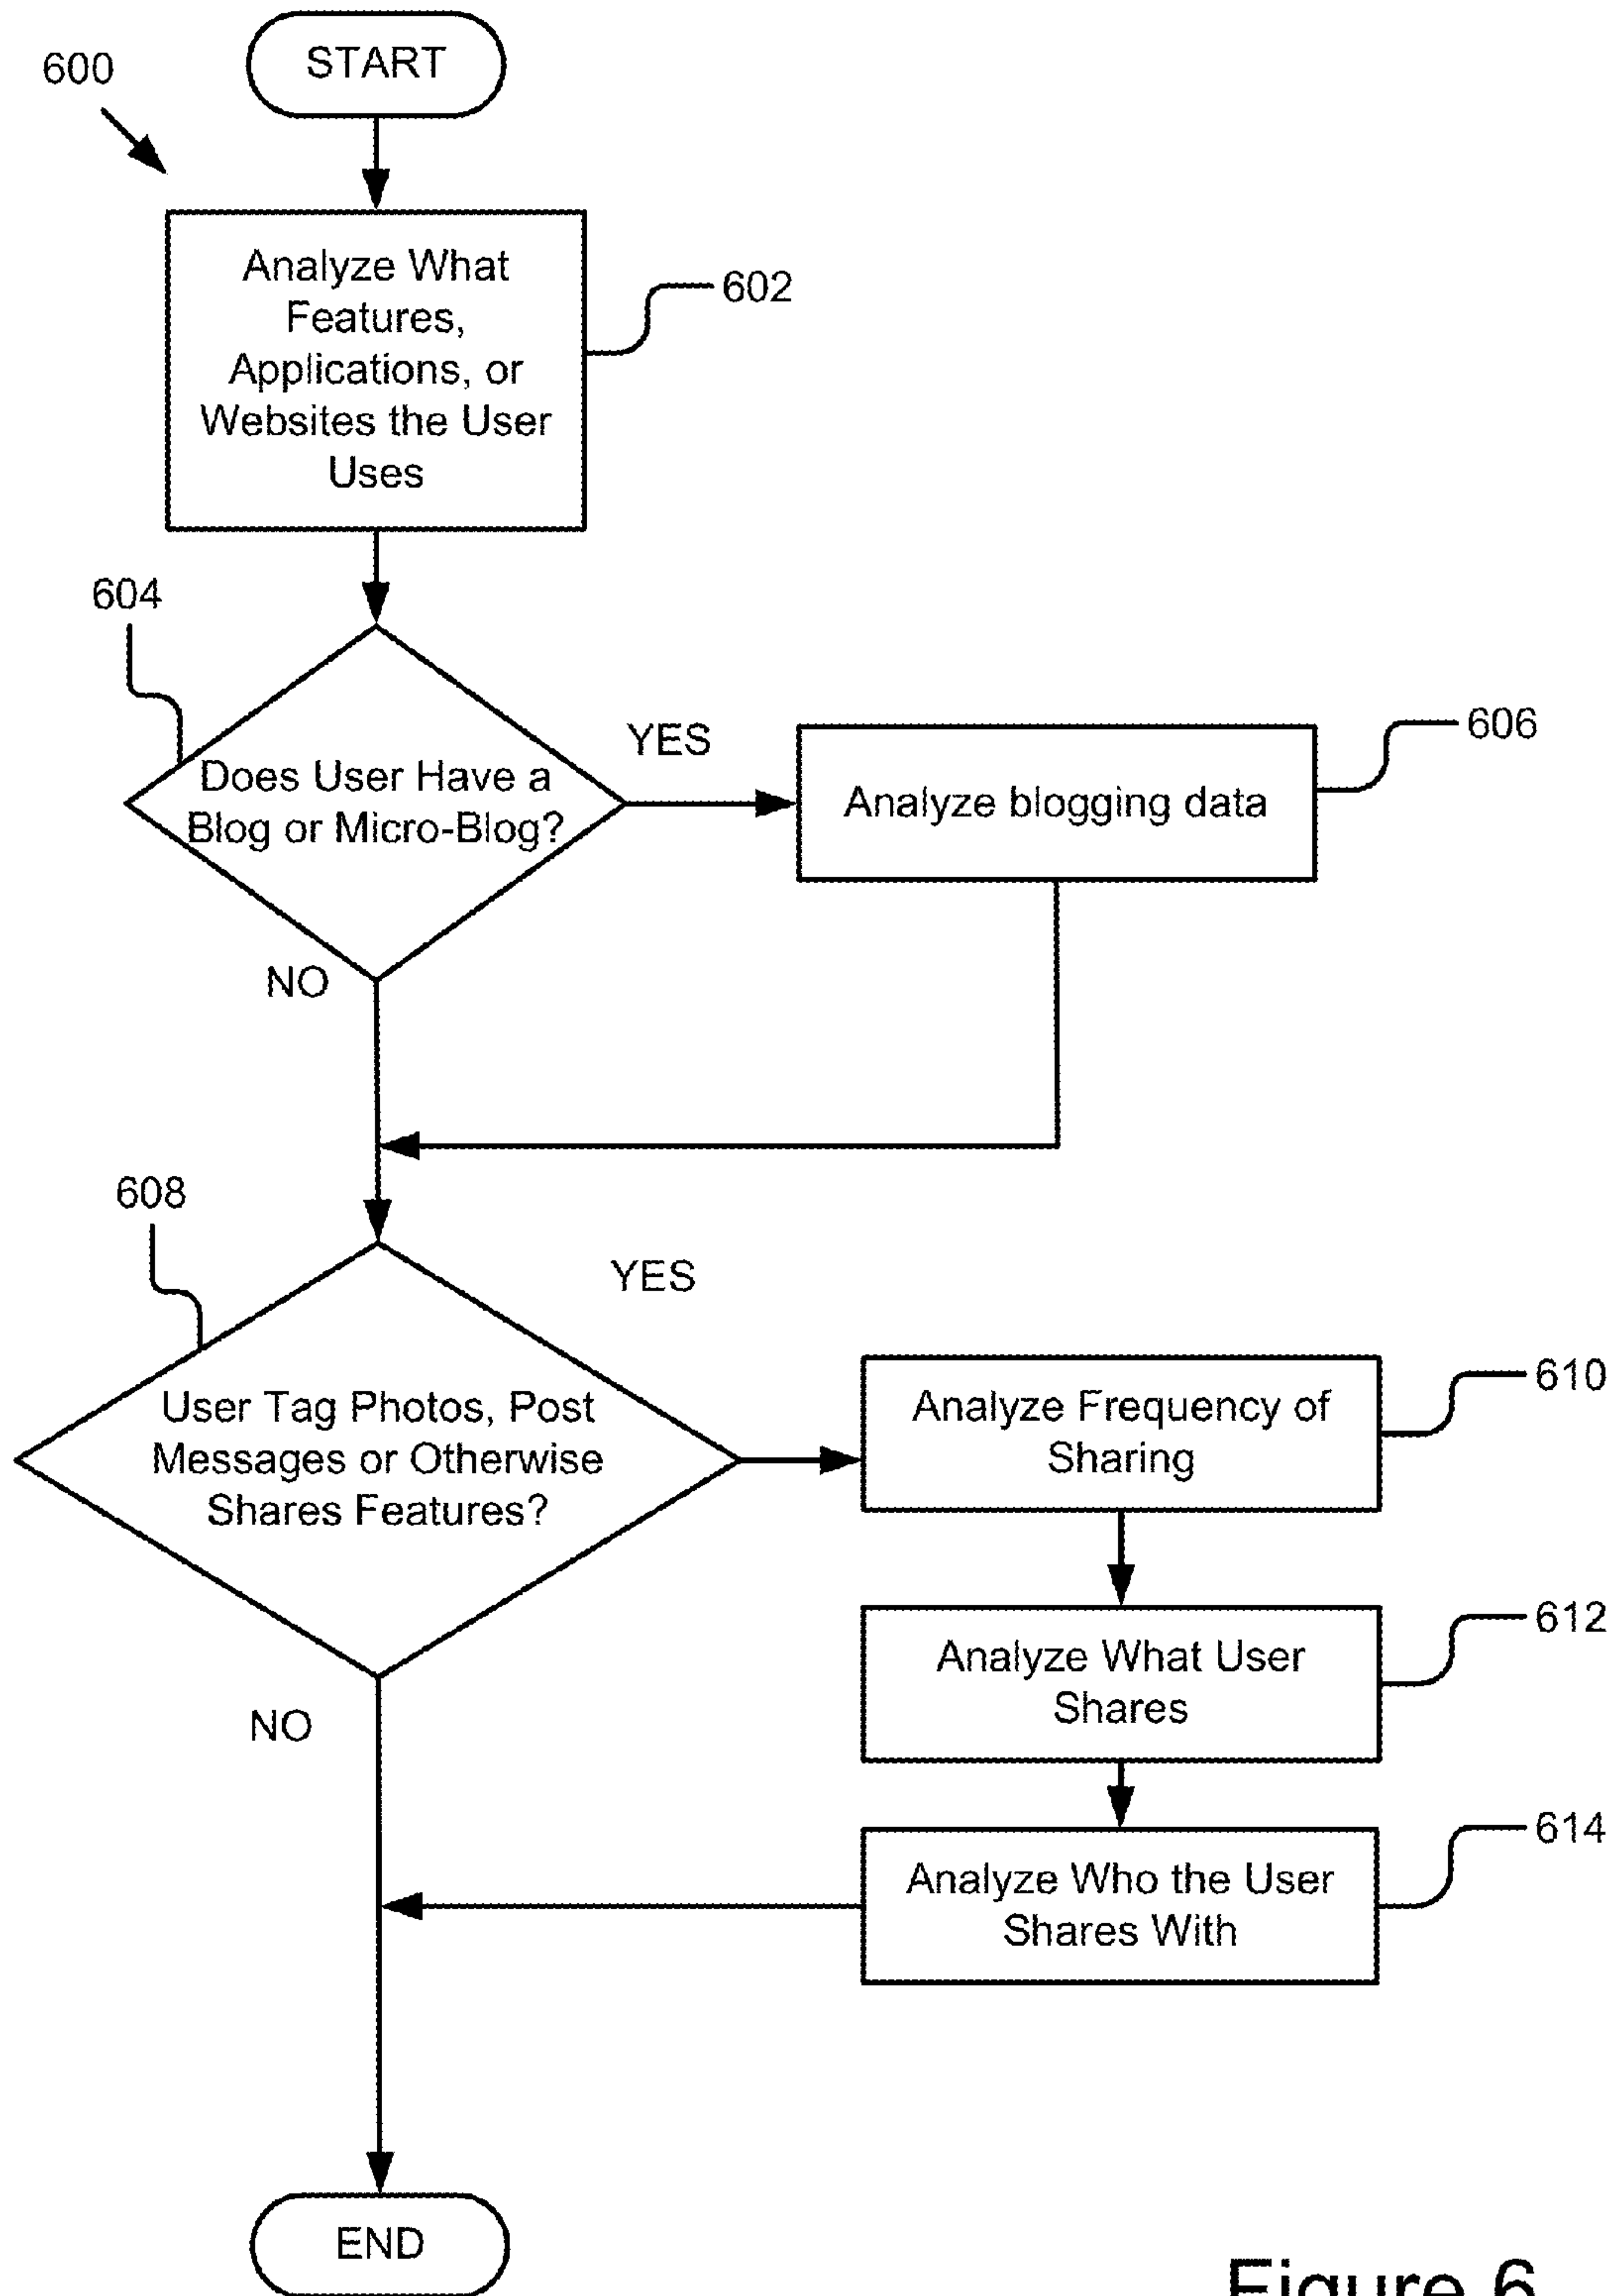 START
600
Analyze What
Features,
Applications, or
Websites the User
Uses
602
604
Does User Have a
Blog or Micro-Blog?
YES
Analyze blogging data
606
NO
608
YES
User Tag Photos, Post
Messages or Otherwise
Shares Features?
Analyze Frequency of
Sharing
610
Analyze What User
Shares
612
NO
Analyze Who the User
Shares With
614
END
Figure 6